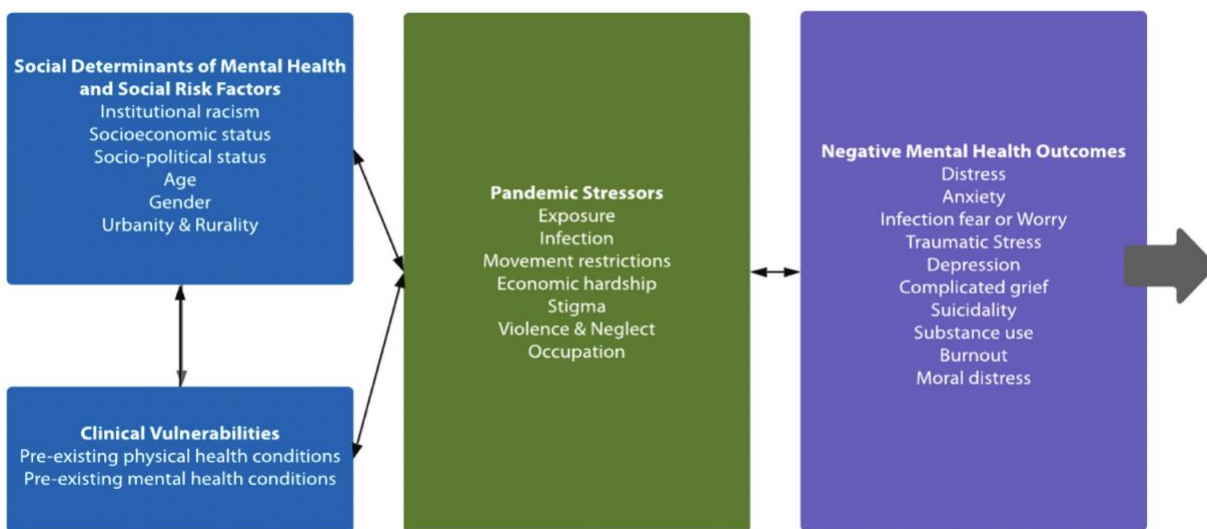 Social Determinants of Mental Health
and Social Risk Factors
Institutional racism
Socioeconomic status
Socio-political status
Age
Gender
Urbanity & Rurality
Clinical Vulnerabilities
Pre-existing physical health conditions
Pre-existing mental health conditions
Pandemic Stressors
Exposure
Infection
Movement restrictions
Economic hardship
Stigma
Violence & Neglect
Occupation
Negative Mental Health Outcomes
Distress
Anxiety
Infection fear or Worry
Traumatic Stress
Depression
Complicated grief
Suicidality
Substance use
Burnout
Moral distress